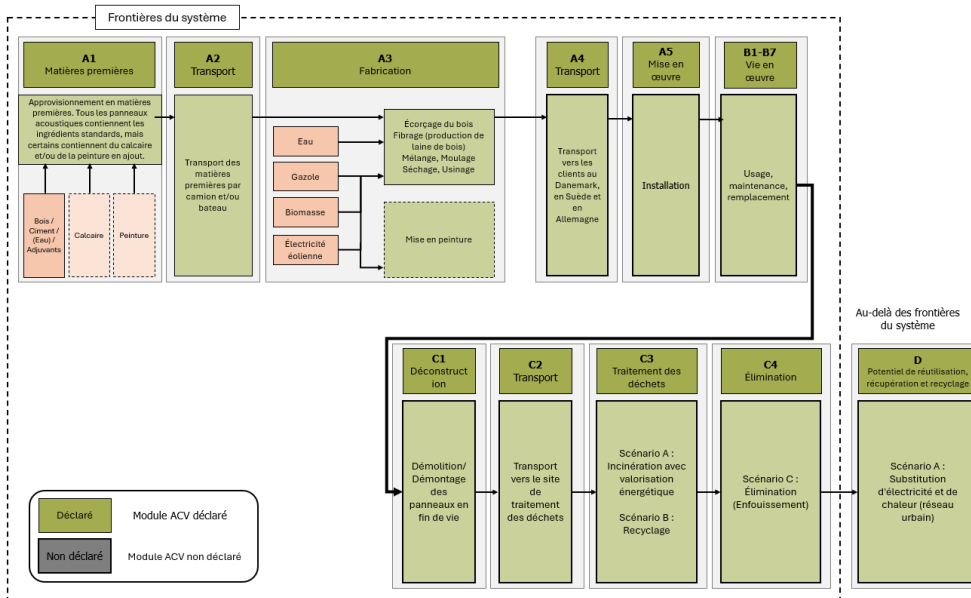 Frontières du système
A1
Matières premières
Approvisionnement en matières
premières. Tous les panneaux
acoustiques contiennent les
ingrédients standards, mais
certains contiennent du calcaire
et/ou de la peinture en ajout.
Bois /
Ciment /
(Eau) /
Adjuvants
Calcaire
Peinture
A2
Transport
Transport des
matières
premières par
camion et/ou
bateau
A3
Fabrication
Eau
Gazole
Biomasse
Électricité
éolienne
Écorçage du bois
Fibrage (production de
laine de bois)
Mélange, Moulage
Séchage, Usinage
Mise en peinture
A4
Transport
Transport
vers les
clients au
Danemark,
en Suède et
en
Allemagne
A5
Mise en
œuvre
Installation
B1-B7
Vie en
œuvre
Usage,
maintenance,
remplacement
Au-delà des frontières
du système
C1
Déconstruct
ion
Démolition/
Démontage
des
panneaux en
fin de vie
C2
Transport
Transport
vers le site
de
traitement
des déchets
C3
Traitement des
déchets
Scénario A :
Incinération avec
valorisation
énergétique
Scénario B :
Recyclage
C4
Élimination
Scénario C :
Élimination
(Enfouissement)
D
Potentiel de réutilisation,
récupération et recyclage
Scénario A :
Substitution
d'électricité et de
chaleur (réseau
urbain)
Déclaré
Module ACV déclaré
Non déclaré
Module ACV non déclaré